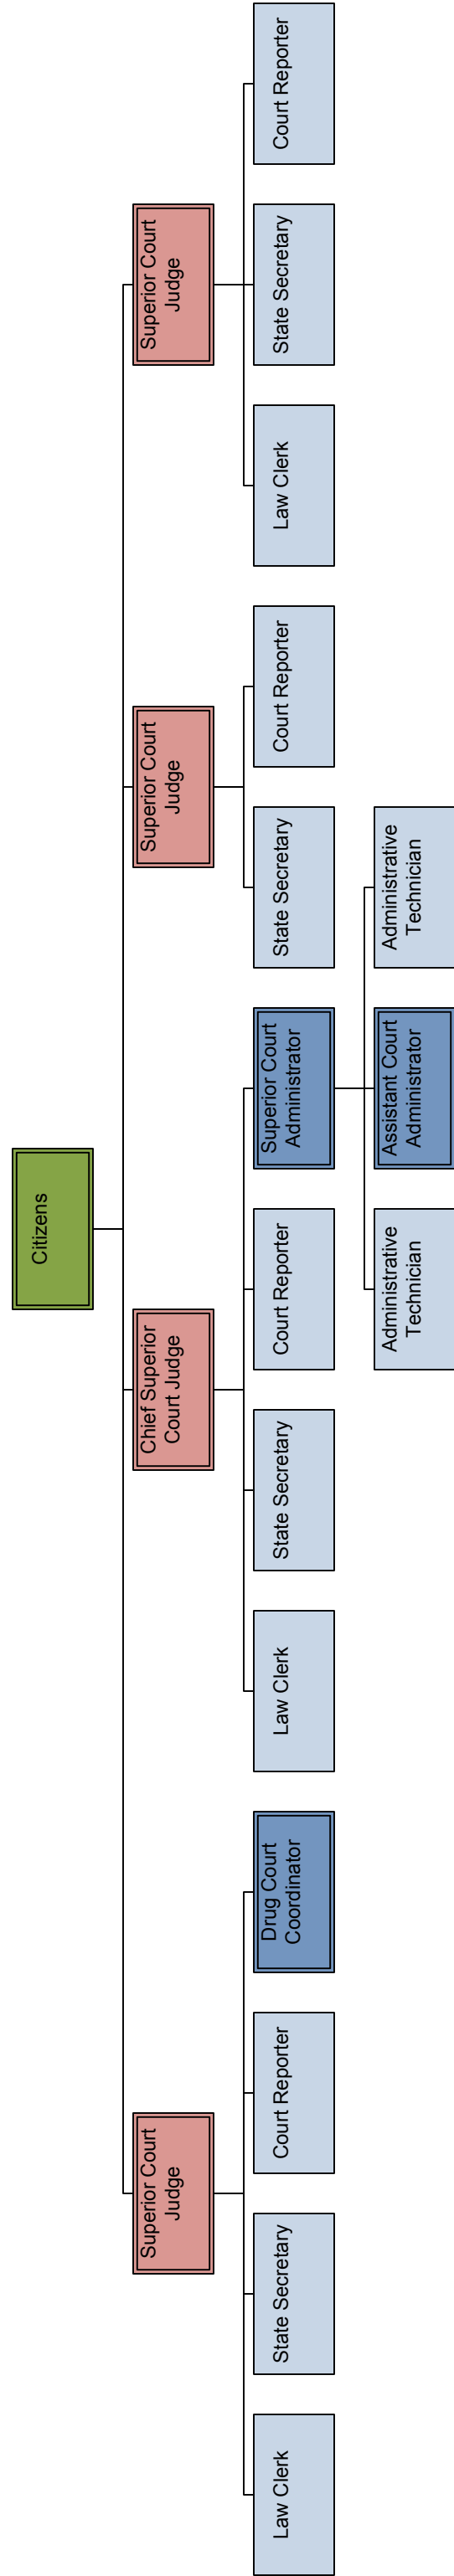 Citizens
Superior Court
Judge
Chief Superior
Court Judge
Superior Court
Judge
Superior Court
Judge
Law Clerk
State Secretary
Court Reporter
Drug Court
Coordinator
Law Clerk
State Secretary
Court Reporter
Superior Court
Administrator
State Secretary
Court Reporter
Law Clerk
State Secretary
Court Reporter
Administrative
Technician
Assistant Court
Administrator
Administrative
Technician